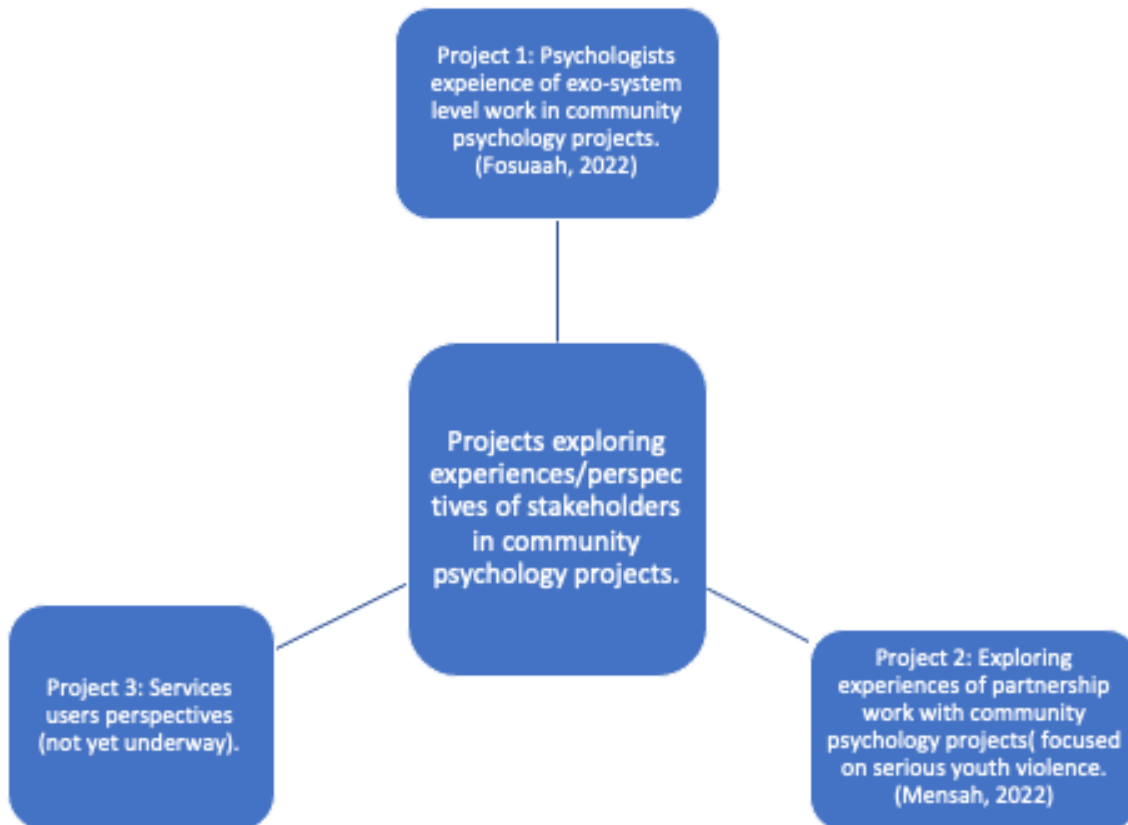 Project 1: Psychologists
expeience of exo-system
level work in community
psychology projects.
(Fosuaah, 2022)
Projects exploring
experiences/perspec
tives of stakeholders
in community
psychology projects.
Project 3: Services
users perspectives
(not yet underway).
Project 2: Exploring
experiences of partnership
work with community
psychology projects( focused
on serious youth violence.
(Mensah, 2022)